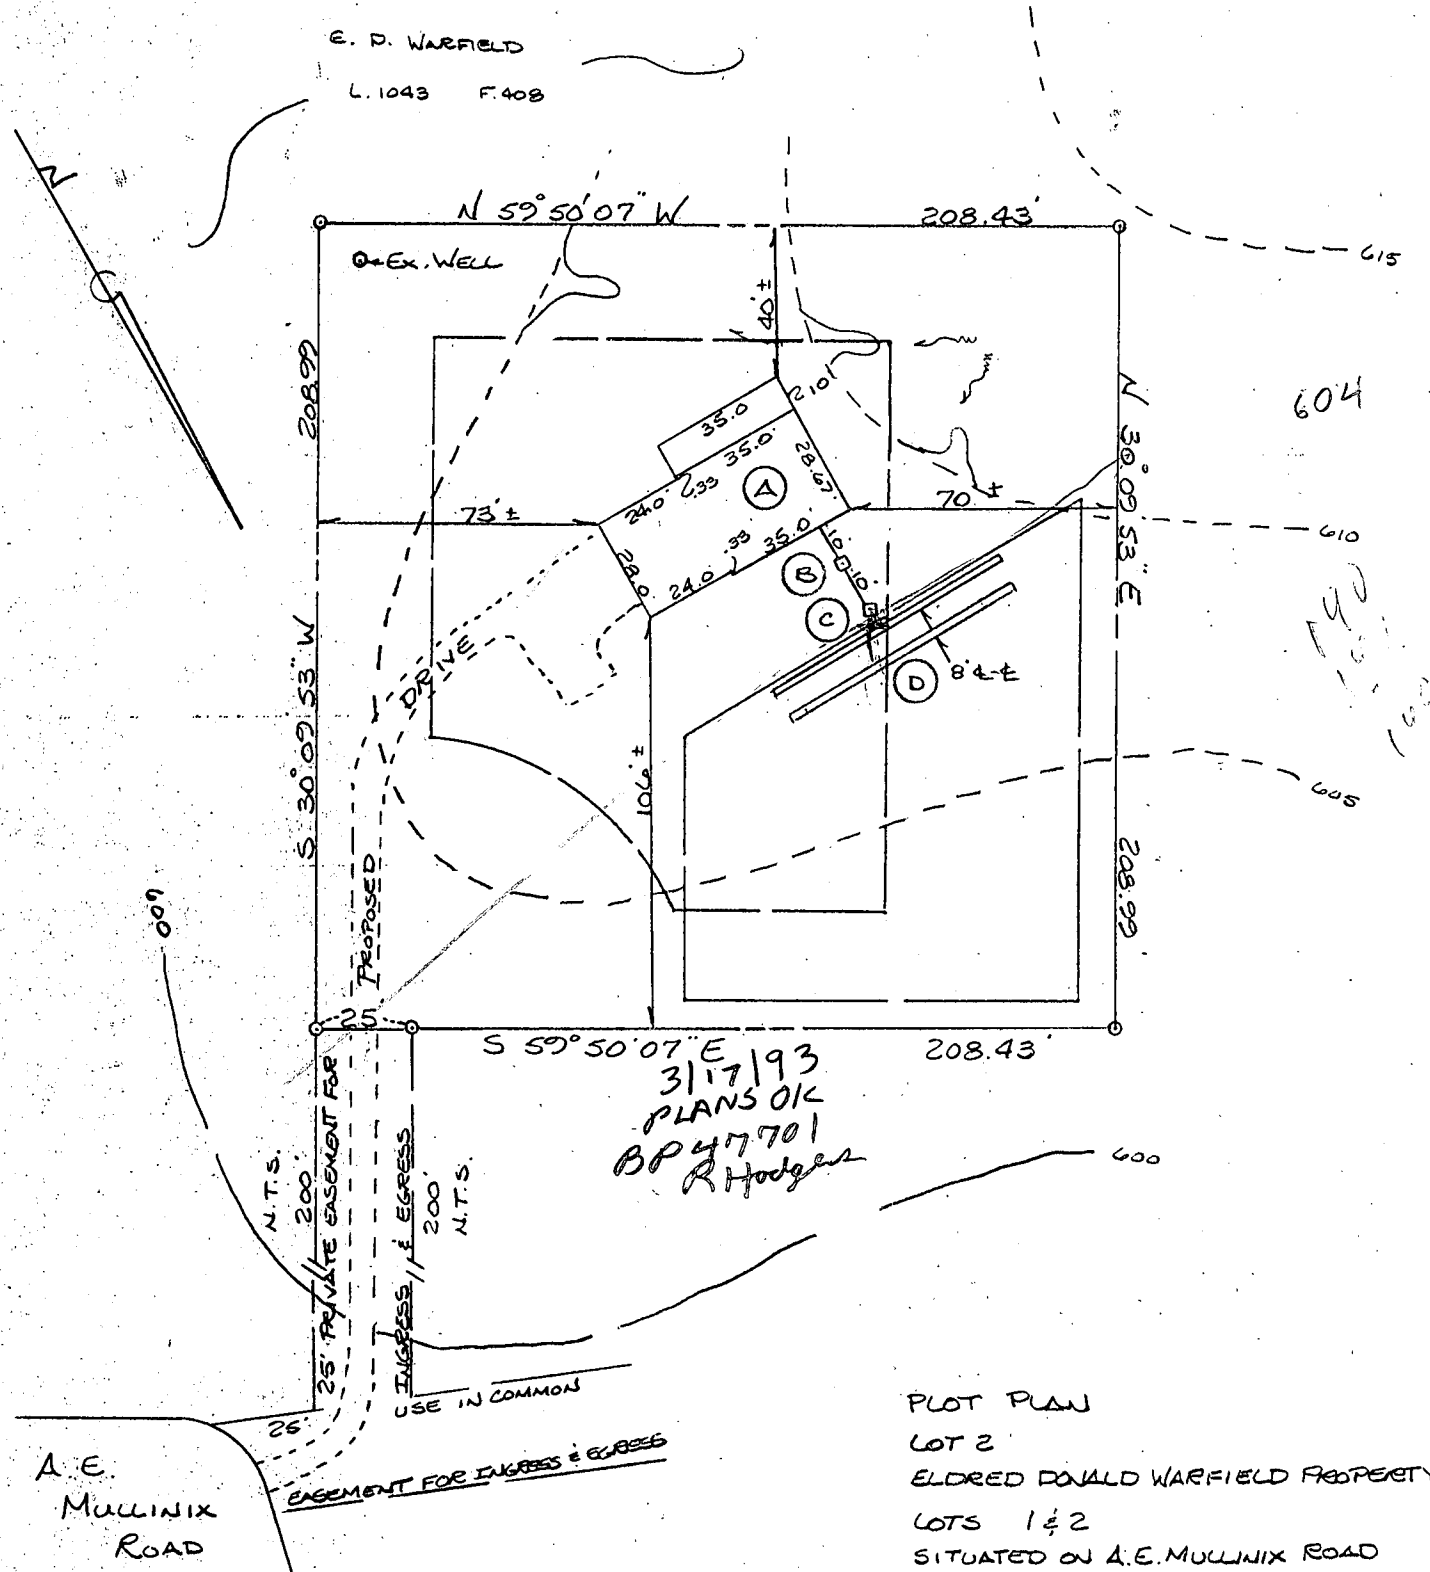 E. D. WARFIELD
L. 1043 F. 408
N
N 59°50'07" W
208.43'
EX. WELL
615
40'±
208.99
N 30°09'53" E
604
2
10'
35.0
35.0'
28.67'
.33
A
24.0'
73'±
70'±
610
.33
35.0'
10'
B
10'
28.0
24.0
C
D
8' ℄-℄
DRIVE
S 30°09'53" W
106'±
605
208.99
PROPOSED
600
25
S 59°50'07" E
208.43'
3/17/93
PLANS OK
BP 47701
R Hodges
600
N.T.S.
200'
25' PRIVATE EASEMENT FOR
INGRESS & EGRESS
200'
N.T.S.
USE IN COMMON
25'
EASEMENT FOR INGRESS & EGRESS
A. E.
MULLINIX
ROAD
PLOT PLAN
LOT 2
ELDRED DONALD WARFIELD PROPERTY
LOTS 1 & 2
SITUATED ON A.E. MULLINIX ROAD